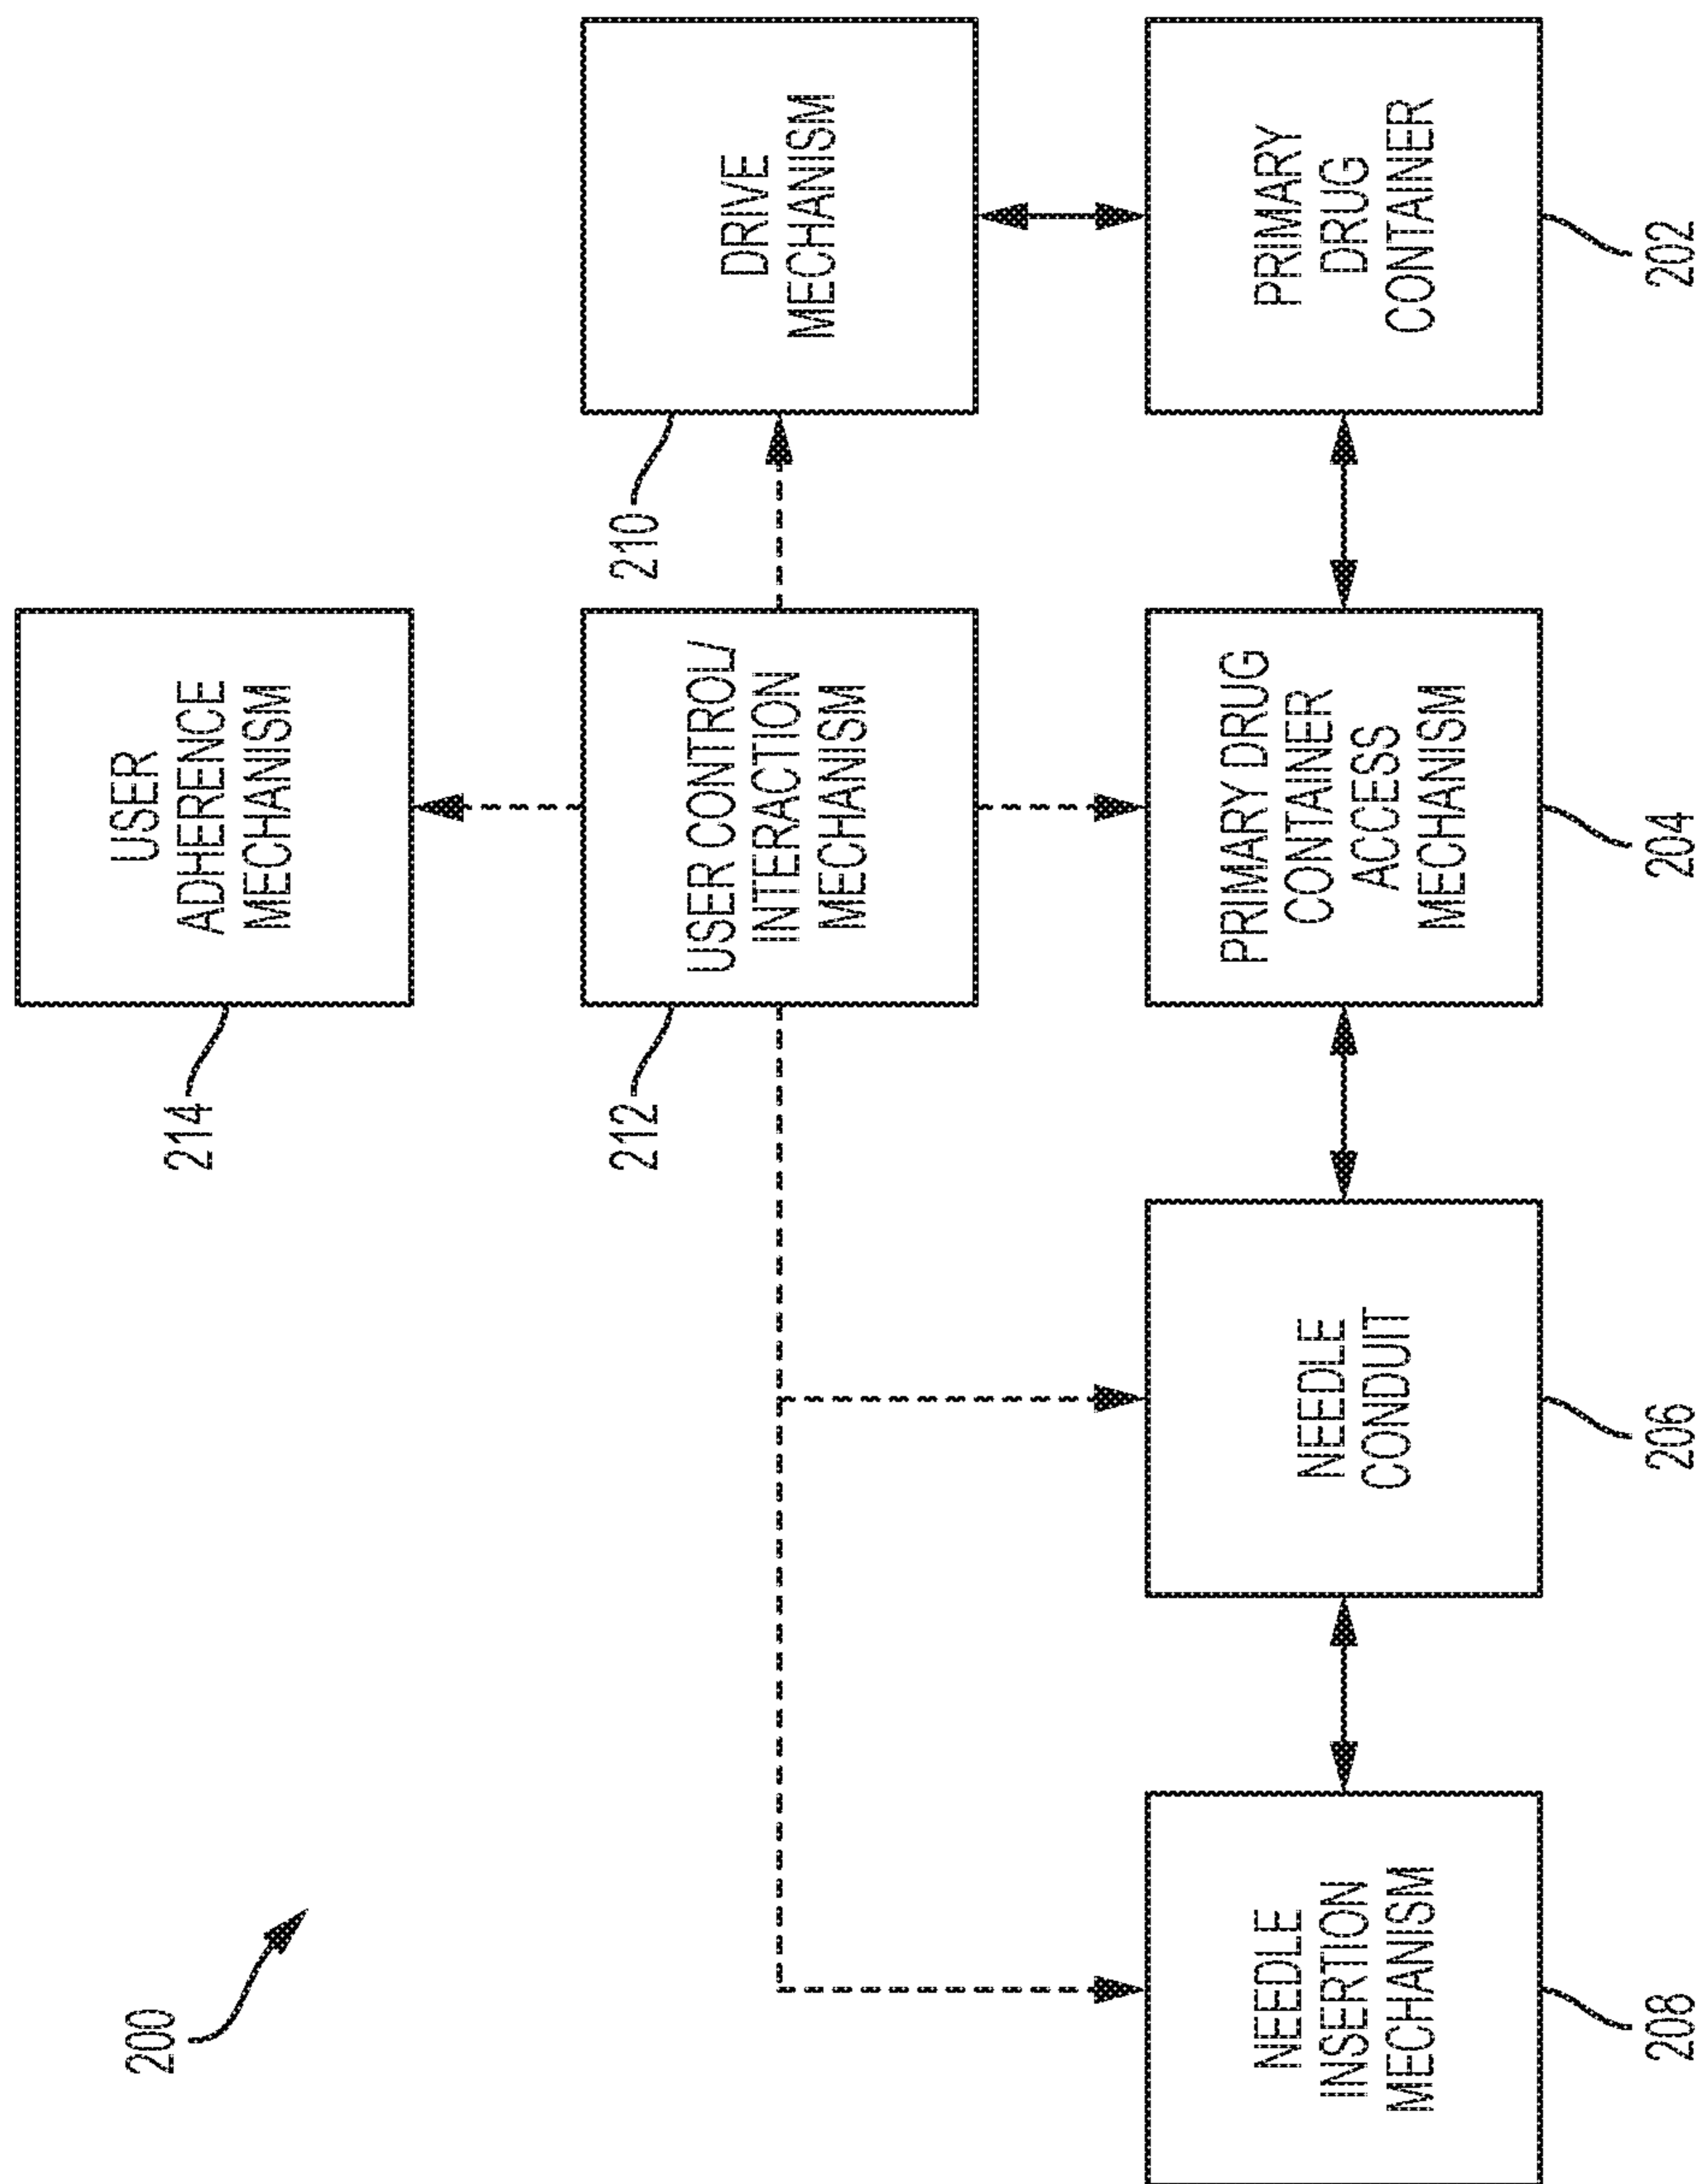 200
USER
ADHERENCE
MECHANISM
214
USER CONTROL/
INTERACTION
MECHANISM
212
DRIVE
MECHANISM
210
NEEDLE
INSERTION
MECHANISM
208
NEEDLE
CONDUIT
206
PRIMARY DRUG
CONTAINER
ACCESS
MECHANISM
204
PRIMARY
DRUG
CONTAINER
202